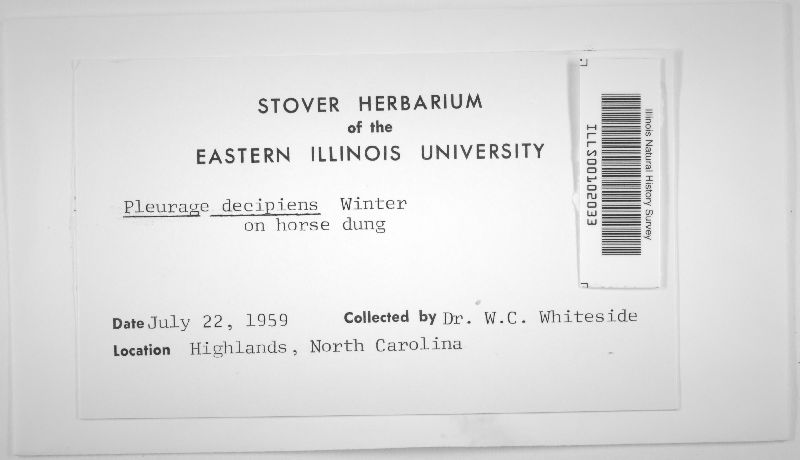 STOVER HERBARIUM
of the
EASTERN ILLINOIS UNIVERSITY
Pleurage decipiens Winter
on horse dung
Date July 22, 1959 Collected by Dr. W.C. Whiteside
Location Highlands, North Carolina
ILLS00102033
Illinois Natural History Survey